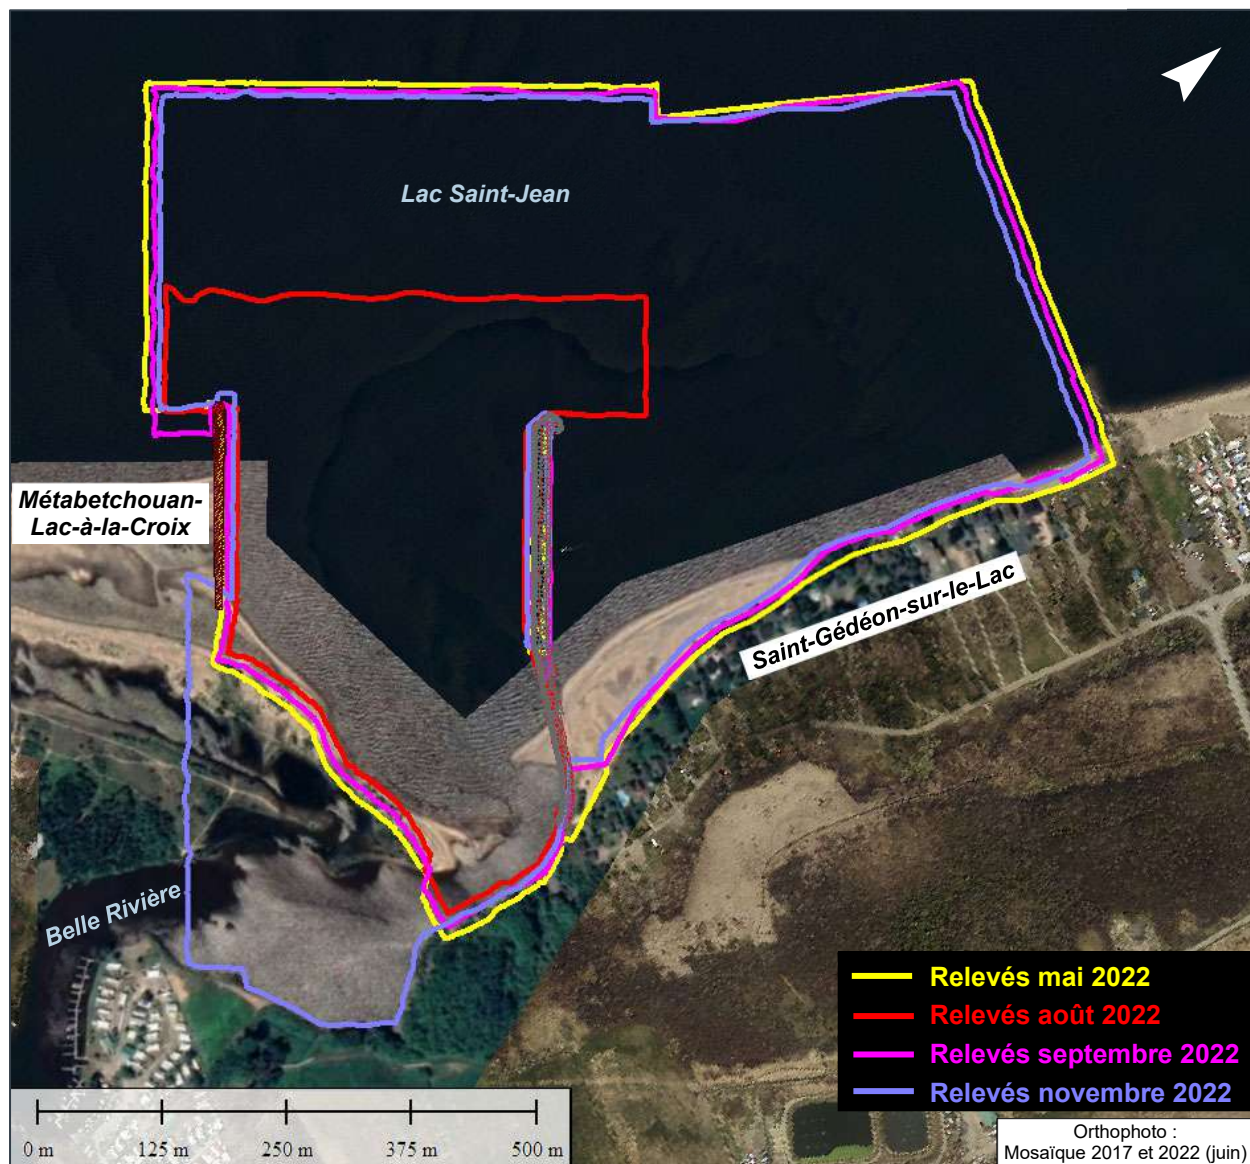 Lac Saint-Jean
Métabetchouan-
Lac-à-la-Croix
Saint-Gédéon-sur-le-Lac
Belle Rivière
Relevés mai 2022
Relevés août 2022
Relevés septembre 2022
Relevés novembre 2022
0 m 125 m 250 m 375 m 500 m
Orthophoto :
Mosaïque 2017 et 2022 (juin)